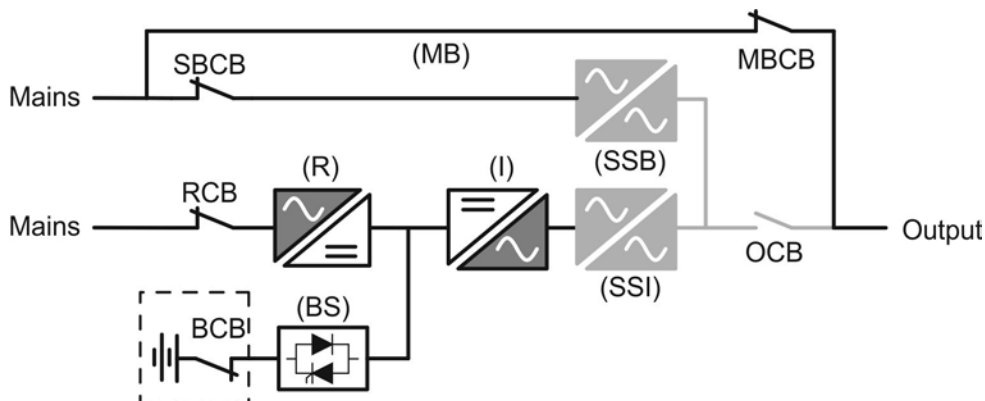 (MB)
MBCB
SBCB
Mains
(SSB)
(R)
(I)
RCB
Mains
Output
OCB
(SSI)
(BS)
BCB